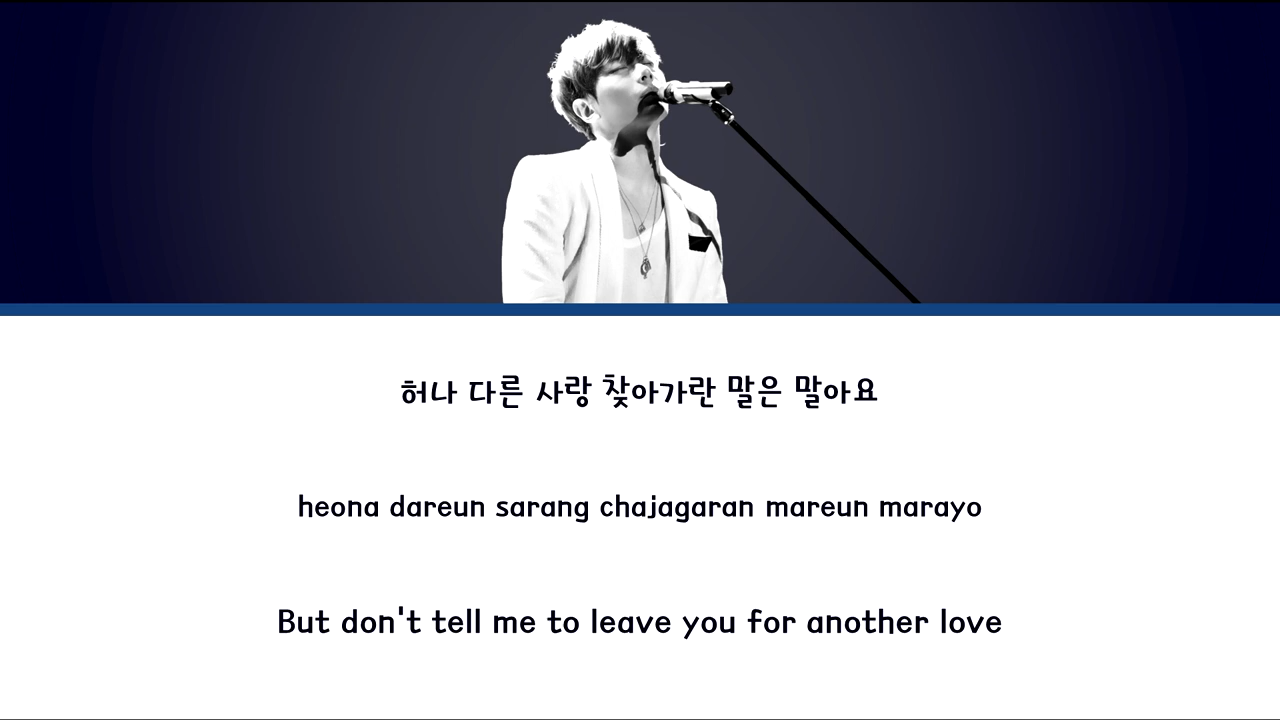 허나 다른 사랑 찾아가란 말은 말아요
heona dareun sarang chajagaran mareun marayo
But don't tell me to leave you for another love